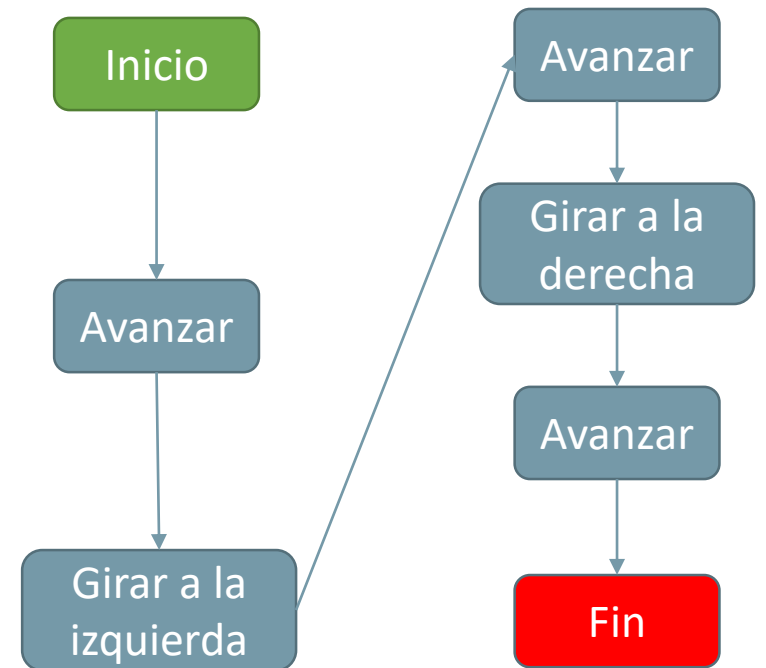 Inicio
Avanzar
Girar a la
izquierda
Avanzar
Girar a la
derecha
Avanzar
Fin